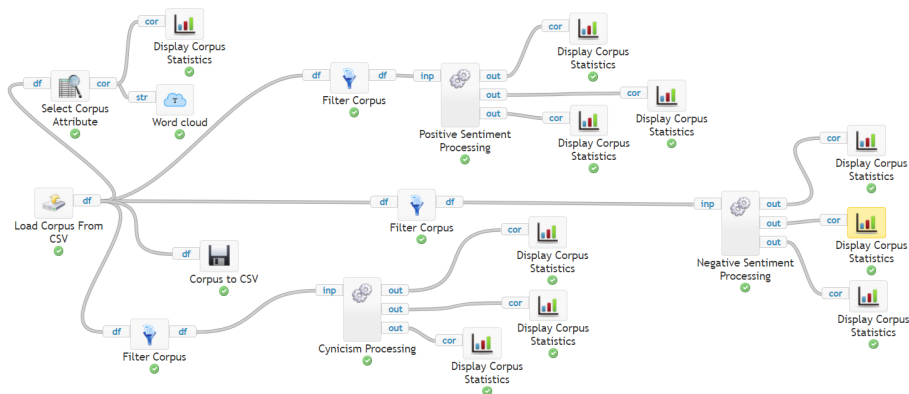 cor
Display Corpus
Statistics
df
cor
Select Corpus
Attribute
str
Word cloud
df
df
Filter Corpus
inp
out
out
out
Positive Sentiment
Processing
cor
Display Corpus
Statistics
cor
Display Corpus
Statistics
cor
Display Corpus
Statistics
df
Load Corpus From
CSV
df
df
Filter Corpus
inp
out
out
out
Negative Sentiment
Processing
cor
Display Corpus
Statistics
cor
Display Corpus
Statistics
cor
Display Corpus
Statistics
df
Corpus to CSV
df
df
Filter Corpus
inp
out
out
out
Cynicism Processing
cor
Display Corpus
Statistics
cor
Display Corpus
Statistics
cor
Display Corpus
Statistics